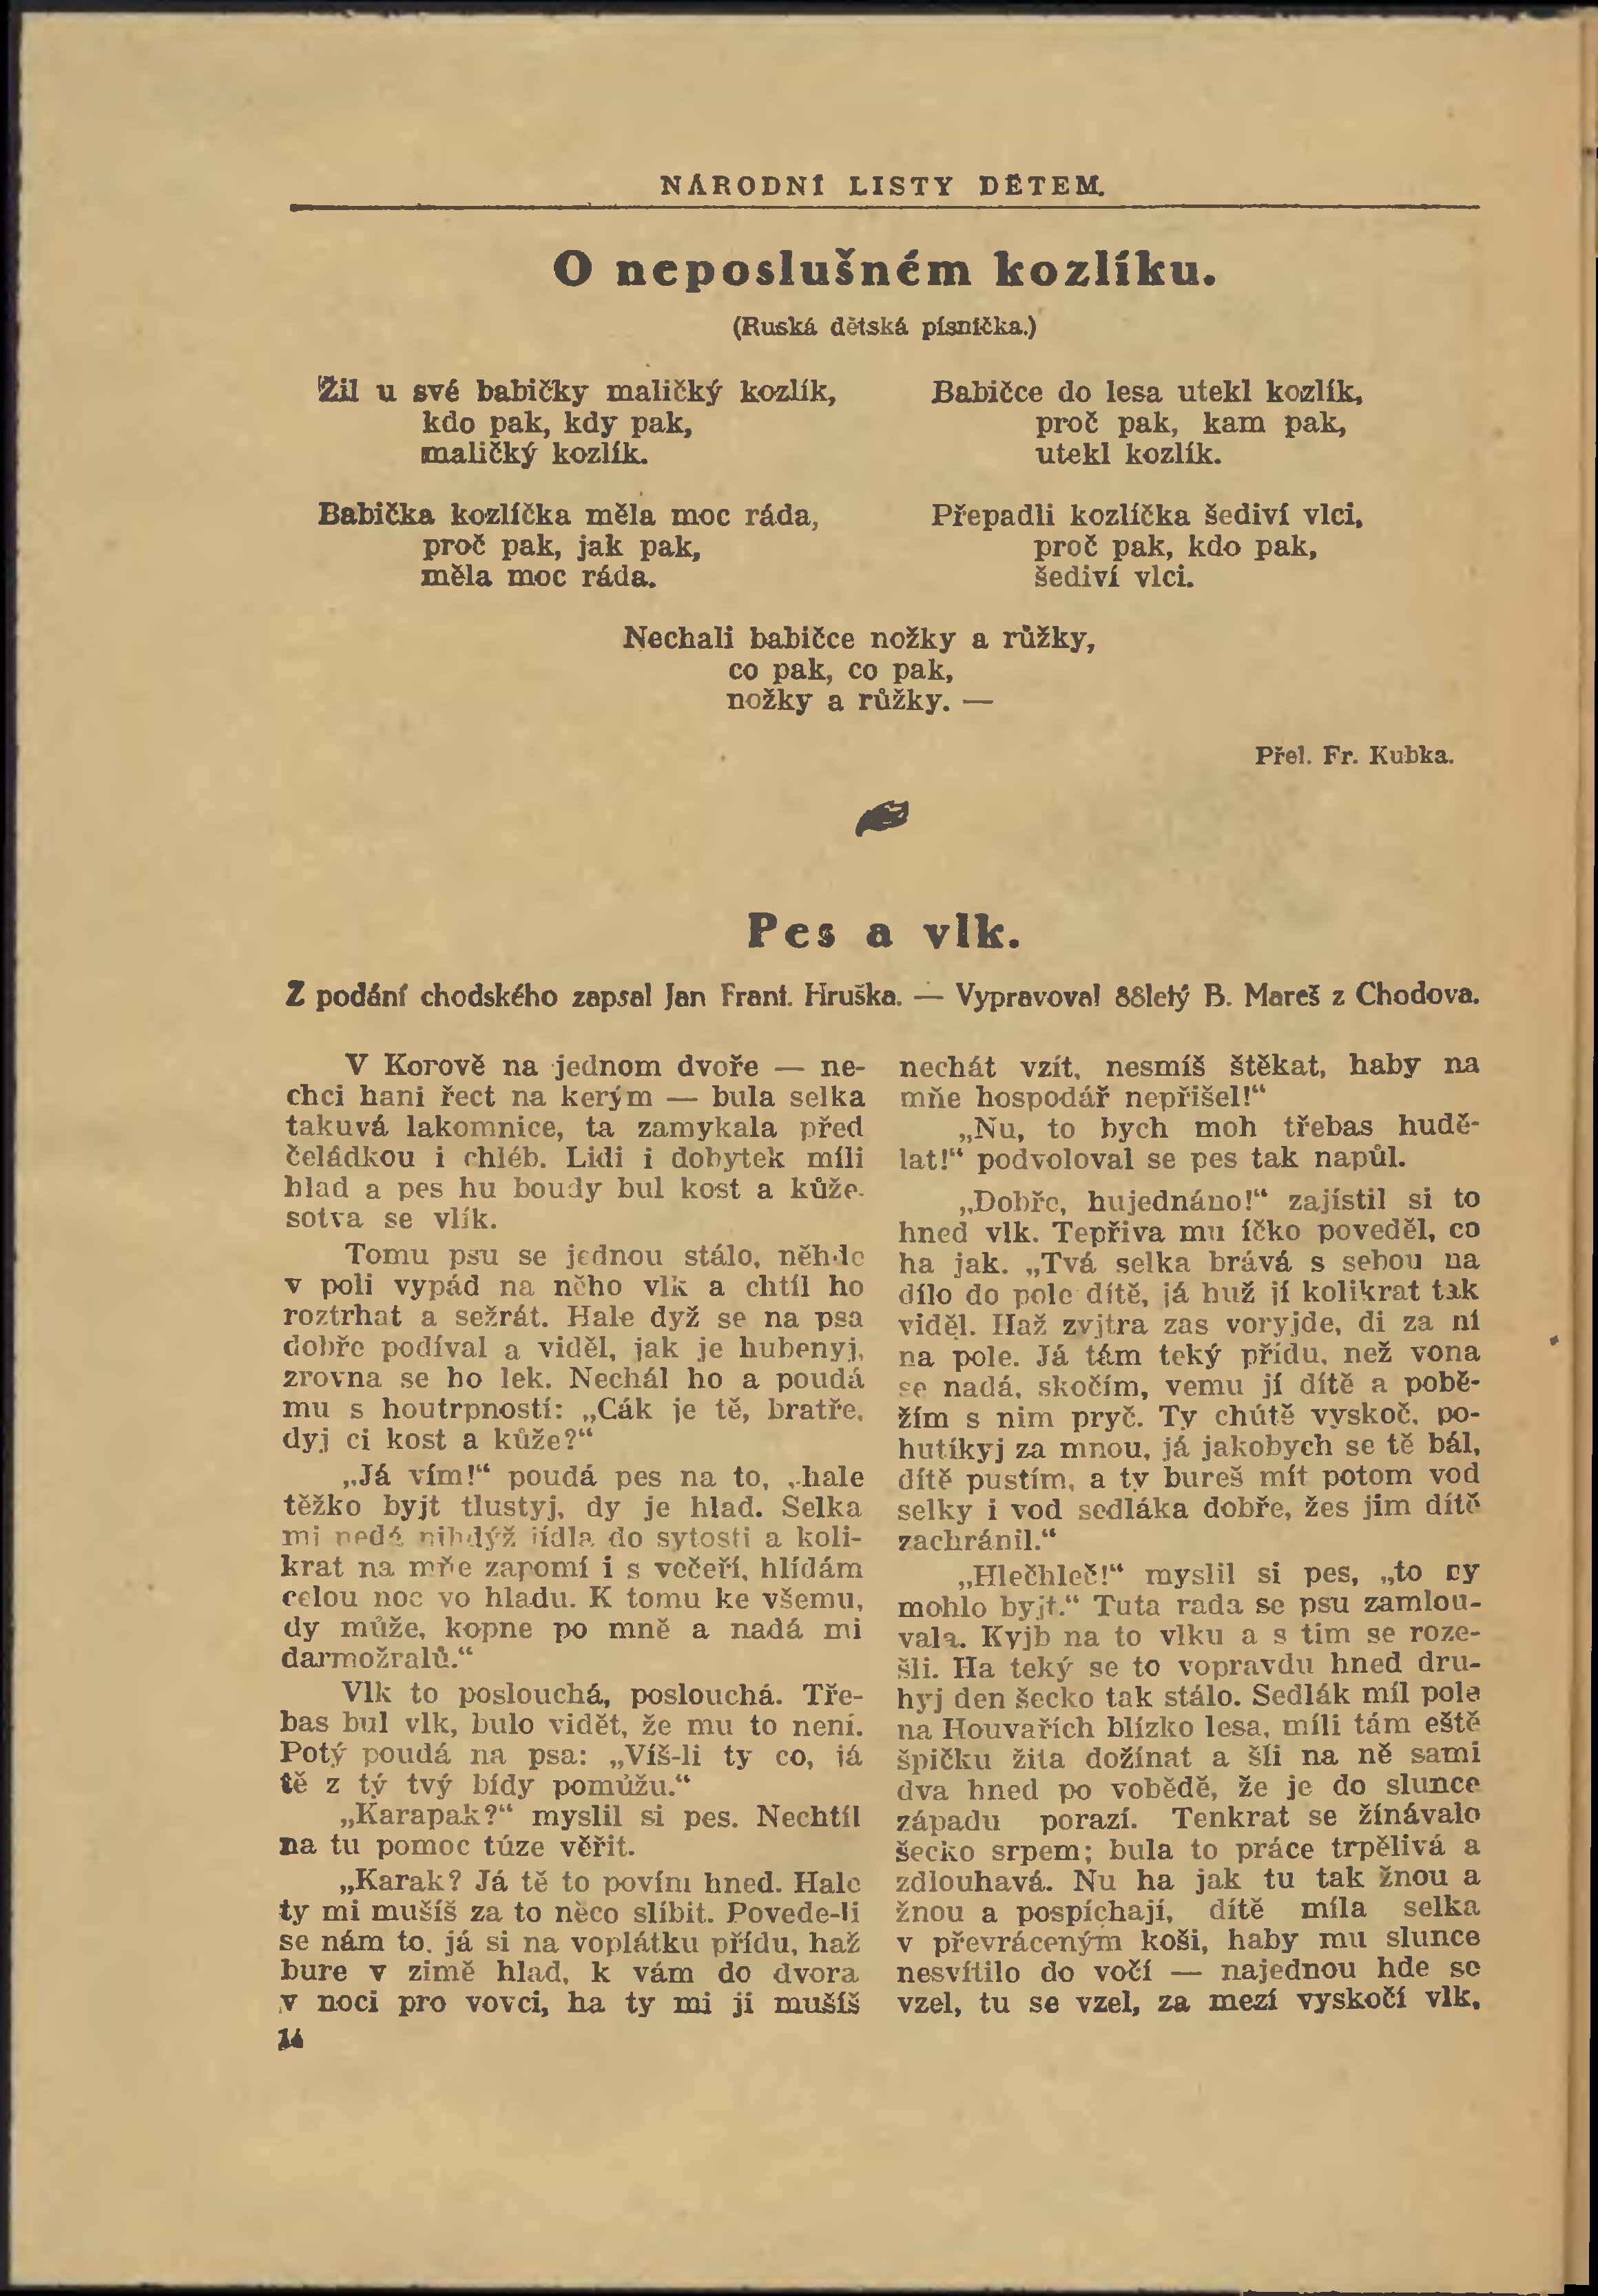 NÁRODNÍ LISTY DĚTEM.
O neposlušném kozlíku.
(Ruská dětská písnička.)
Žil u své babičky maličký kozlík,
kdo pak, kdy pak,
maličký kozlík.
Babička kozlíčka měla moc ráda,
proč pak, jak pak,
měla moc ráda.
Babičce do lesa utekl kozlík,
proč pak, kam pak,
utekl kozlík.
Přepadli kozlíčka šediví vlci,
proč pak, kdo pak,
šediví vlci.
Nechali babičce nožky a růžky,
co pak, co pak,
nožky a růžky. —
Přel. Fr. Kubka.
Pes a vlk.
Z podání chodského zapsal Jan Frant. Hruška. — Vypravoval 88letý B. Mareš z Chodova.
V Korově na jednom dvoře — ne-
chci hani řect na kerým — bula selka
takuvá lakomnice, ta zamykala před
čeládkou i chléb. Lidi i dobytek míli
hlad a pes hu boudy bul kost a kůže.
sotva se vlík.
Tomu psu se jednou stálo, něhde
v poli vypád na něho vlk a chtíl ho
roztrhat a sežrát. Hale dyž se na psa
dobře podíval a viděl, jak je hubenyj,
zrovna se ho lek. Nechál ho a poudá
mu s houtrpností: „Cák je tě, bratře,
dyj ci kost a kůže?“
„Já vím!“ poudá pes na to, „hale
těžko byjt tlustyj, dy je hlad. Selka
mi nedá nihdýž jídla do sytosti a koli-
krat na mňe zapomí i s večeří, hlídám
celou noc vo hladu. K tomu ke všemu,
dy může, kopne po mně a nadá mi
darmožralů.“
Vlk to poslouchá, poslouchá. Tře-
bas bul vlk, bulo vidět, že mu to neni.
Potý poudá na psa: „Víš-li ty co, já
tě z tý tvý bídy pomůžu.“
„Karapak?“ myslil si pes. Nechtíl
na tu pomoc túze věřit.
„Karak? Já tě to povím hned. Hale
ty mi mušíš za to něco slíbit. Povede-li
se nám to, já si na voplátku přídu, haž
bure v zimě hlad, k vám do dvora
v noci pro vovci, ha ty mi jí mušíš
nechát vzít, nesmíš štěkat, haby na
mňe hospodář nepřišel!“
„Nu, to bych moh třebas hudě-
lat!“ podvoloval se pes tak napůl.
„Dobře, hujednáno!“ zajístil si to
hned vlk. Tepřiva mu íčko poveděl, co
ha jak. „Tvá selka brává s sebou na
dílo do pole dítě, já huž jí kolikrat tak
viděl. Haž zvjtra zas voryjde, di za ní
na pole. Já tám teký přídu, než vona
se nadá, skočím, vemu jí dítě a pobě-
žím s nim pryč. Ty chútě vyskoč, po-
hutíkyj za mnou, já jakobych se tě bál,
dítě pustím, a ty bureš mít potom vod
selky i vod sedláka dobře, žes jim dítě
zachránil.“
„Hlečhleč!“ myslil si pes, „to by
mohlo byjt.“ Tuta rada se psu zamlou-
vala. Kyjb na to vlku a s tim se roze-
šli. Ha teký se to vopravdu hned dru-
hyj den šecko tak stálo. Sedlák míl pole
na Houvařích blízko lesa, míli tám eště
špičku žita dožínat a šli na ně sami
dva hned po vobědě, že je do slunce
západu porazí. Tenkrat se žínávalo
šecko srpem; bula to práce trpělivá a
zdlouhavá. Nu ha jak tu tak žnou a
žnou a pospíchají, dítě míla selka
v převráceným koši, haby mu slunce
nesvítilo do vočí — najednou hde se
vzel, tu se vzel, za mezí vyskočí vlk,
14